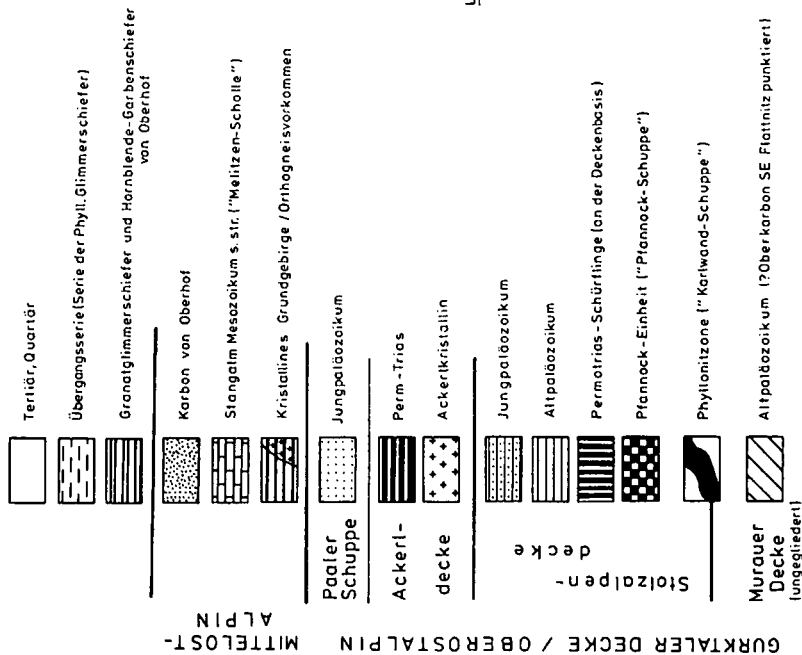 Tertiär, Quartär
Übergangsserie (Serie der Phyll. Glimmerschiefer)
Granatglimmerschiefer und Hornblende-Garbenschiefer
von Oberhof
MITTELOST-
ALPIN
Karbon von Oberhof
Stangalm Mesozoikum s. str. ("Melitzen-Scholle")
Kristallines Grundgebirge / Orthogneisvorkommen
GURKTALER DECKE / OBEROSTALPIN
Paaler
Schuppe
Jungpaläozoikum
Ackerl-
decke
Perm-Trias
Ackerlkristallin
Stolzalpen-
decke
Jungpaläozoikum
Altpaläozoikum
Permotrias-Schürflinge (an der Deckenbasis)
Pfannock-Einheit ("Pfannock-Schuppe")
Phyllonitzone ("Karlwand-Schuppe")
Murauer
Decke
(ungegliedert)
Altpaläozoikum (?Oberkarbon SE Flattnitz punktiert)